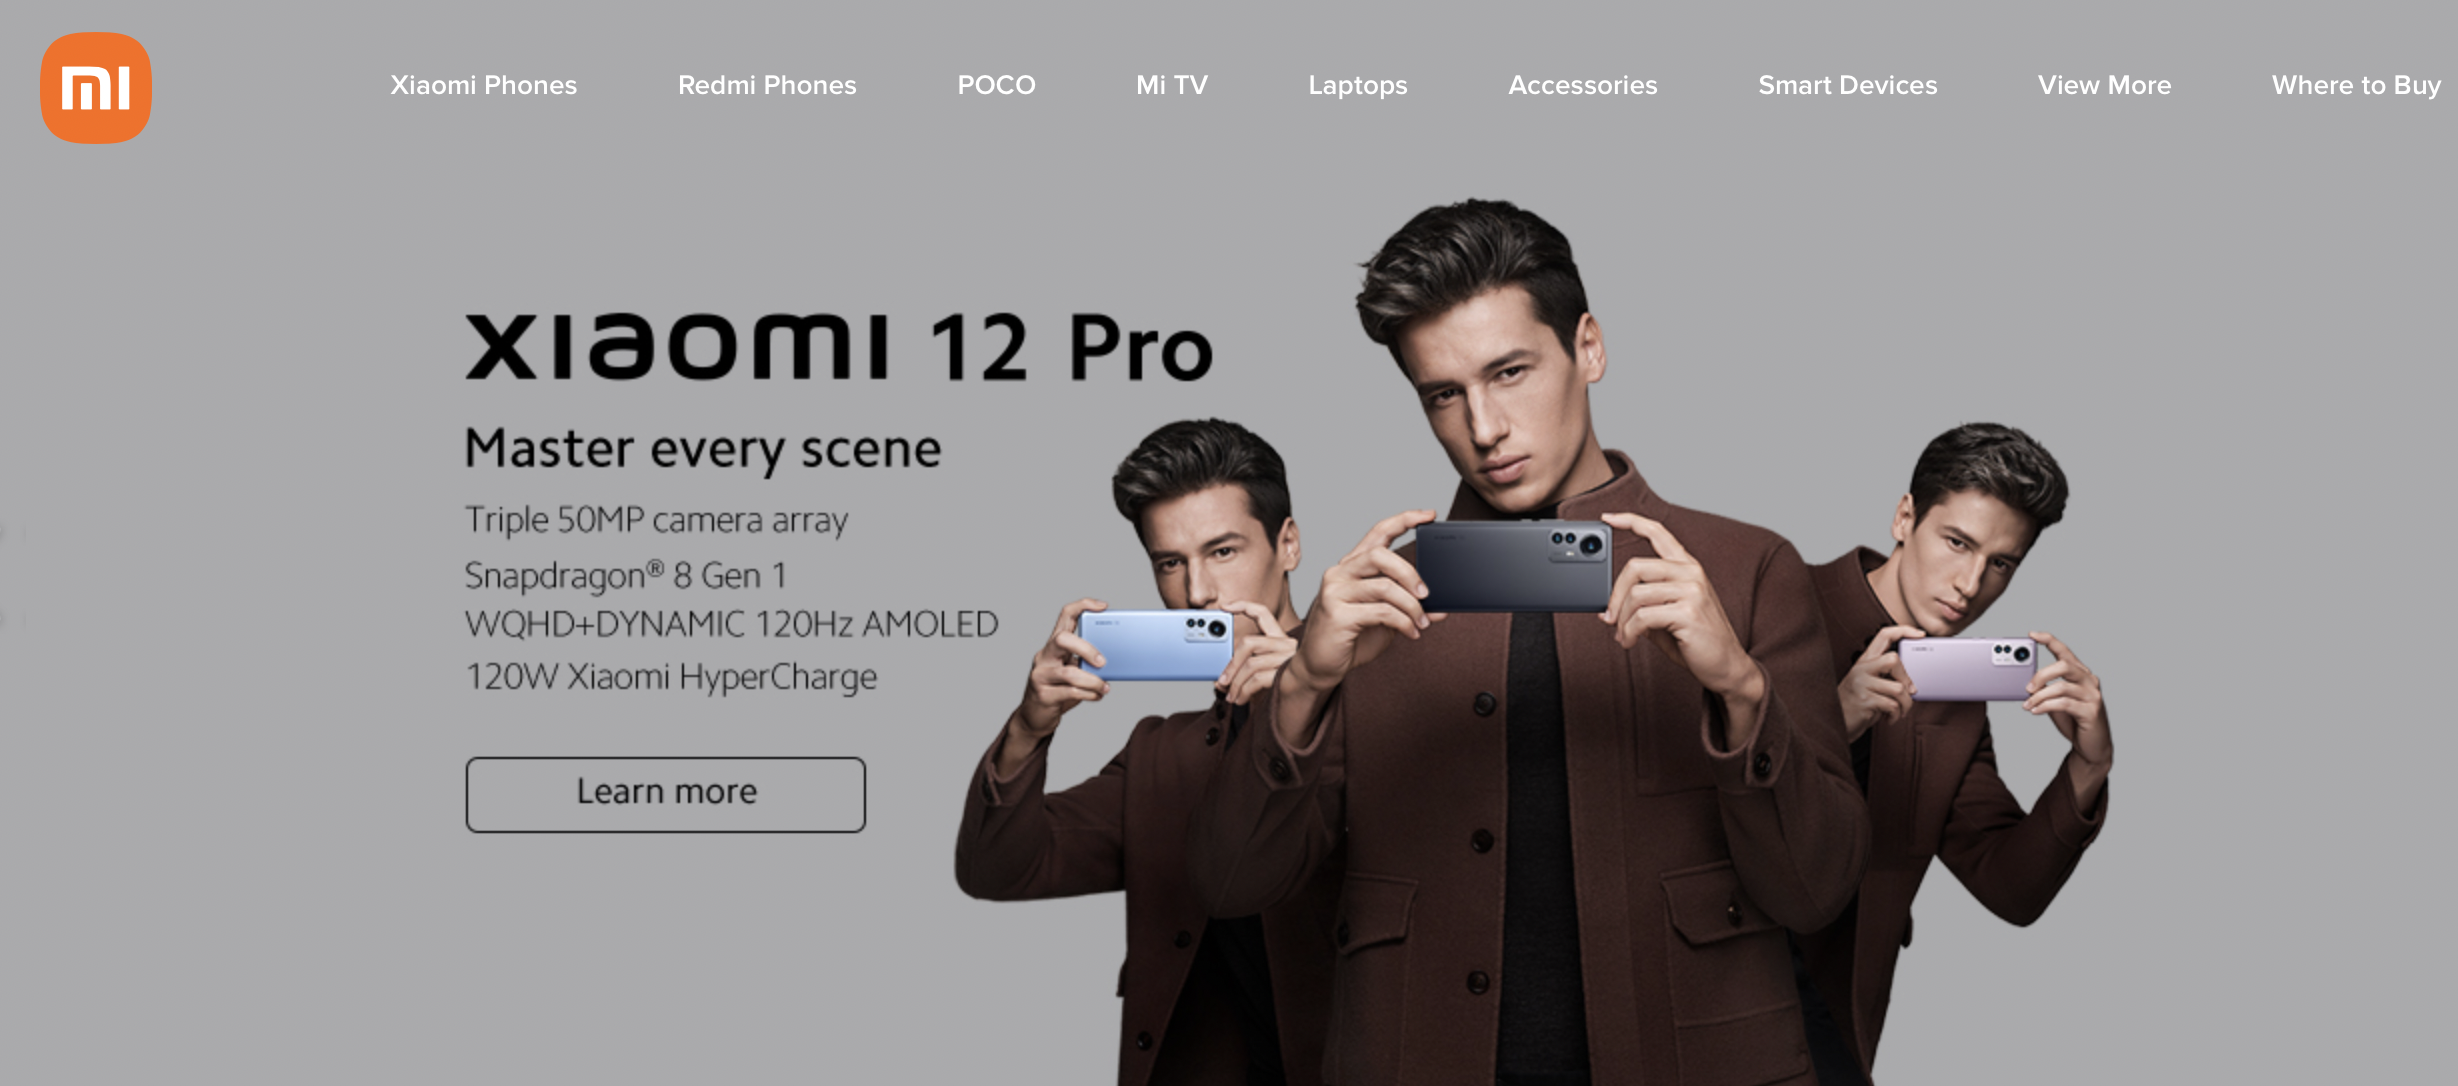 mi
Xiaomi Phones Redmi Phones POCO Mi TV Laptops Accessories Smart Devices View More Where to Buy
xiaomi 12 Pro
Master every scene
Triple 50MP camera array
Snapdragon® 8 Gen 1
WQHD+DYNAMIC 120Hz AMOLED
120W Xiaomi HyperCharge
Learn more